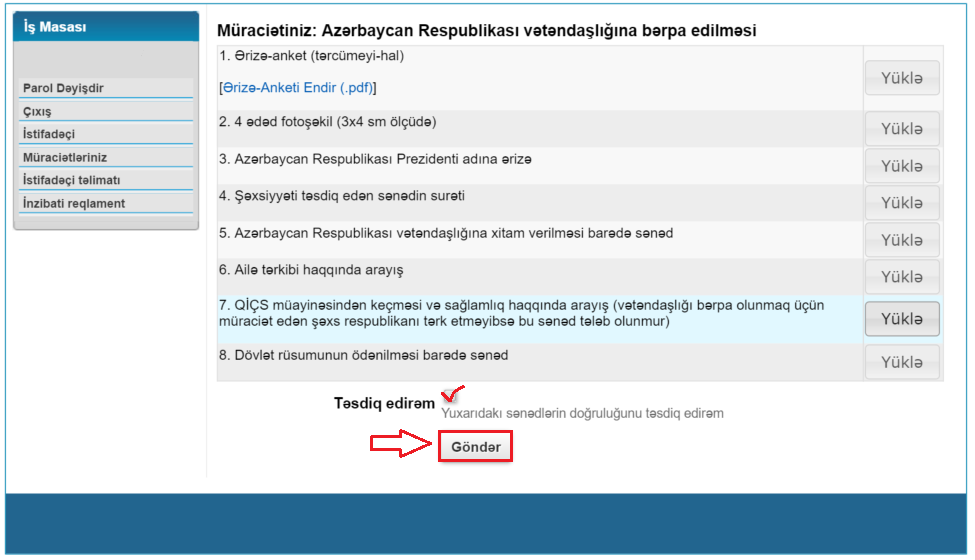 İş Masası
Parol Dəyişdir
Çıxış
İstifadəçi
Müraciətləriniz
İstifadəçi təlimatı
İnzibati reqlament
Müraciətiniz: Azərbaycan Respublikası vətəndaşlığına bərpa edilməsi
1. Ərizə-anket (tərcümeyi-hal)
[Ərizə-Anketi Endir (.pdf)]
Yüklə
2. 4 ədəd fotoşəkil (3x4 sm ölçüdə)
Yüklə
3. Azərbaycan Respublikası Prezidenti adına ərizə
Yüklə
4. Şəxsiyyəti təsdiq edən sənədin surəti
Yüklə
5. Azərbaycan Respublikası vətəndaşlığına xitam verilməsi barədə sənəd
Yüklə
6. Ailə tərkibi haqqında arayış
Yüklə
7. QİÇS müayinəsindən keçməsi və sağlamlıq haqqında arayış (vətəndaşlığı bərpa olunmaq üçün
müraciət edən şəxs respublikanı tərk etməyibsə bu sənəd tələb olunmur)
Yüklə
8. Dövlət rüsumunun ödənilməsi barədə sənəd
Yüklə
Təsdiq edirəm
Yuxarıdakı sənədlərin doğruluğunu təsdiq edirəm
Göndər